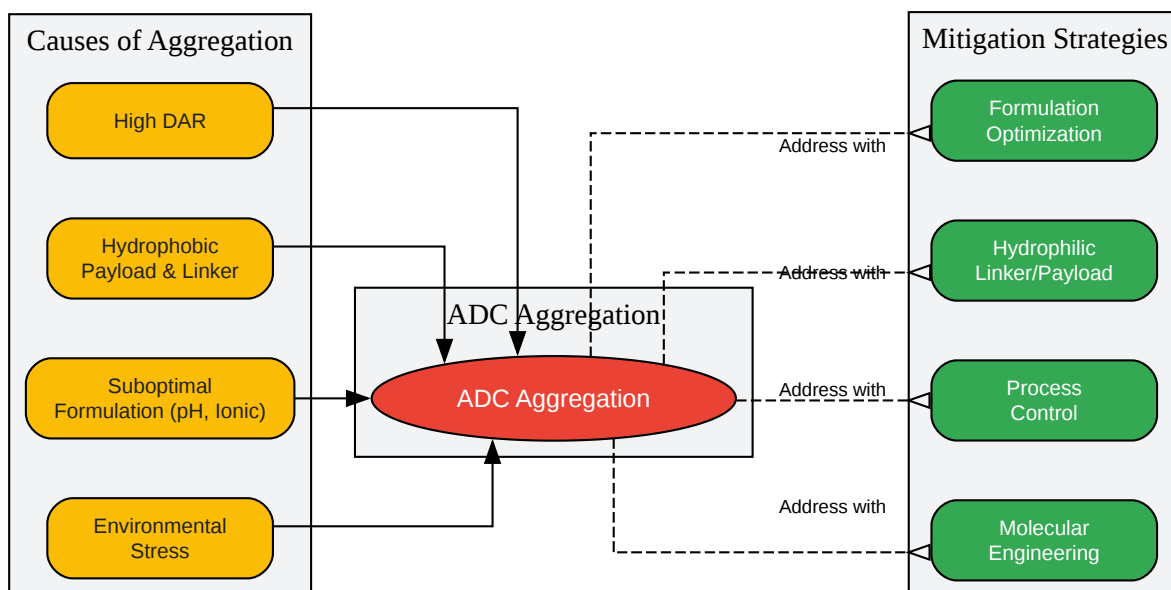 Causes of Aggregation
High DAR
Hydrophobic
Payload & Linker
Suboptimal
Formulation (pH, Ionic)
Environmental
Stress
ADC Aggregation
ADC Aggregation
Address with
Address with
Address with
Address with
Mitigation Strategies
Formulation
Optimization
Hydrophilic
Linker/Payload
Process
Control
Molecular
Engineering